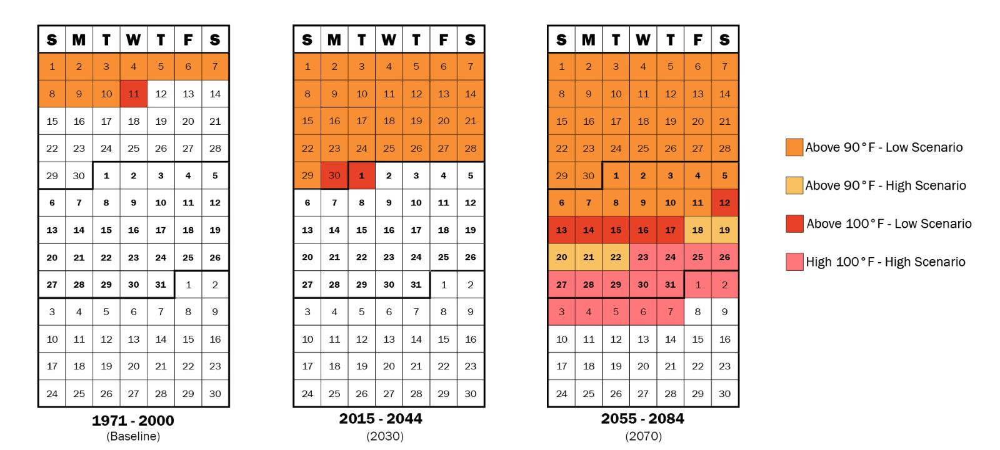 S M T W T F S
1 2 3 4 5 6 7
8 9 10 11 12 13 14
15 16 17 18 19 20 21
22 23 24 25 26 27 28
29 30 1 2 3 4 5
6 7 8 9 10 11 12
13 14 15 16 17 18 19
20 21 22 23 24 25 26
27 28 29 30 31 1 2
3 4 5 6 7 8 9
10 11 12 13 14 15 16
17 18 19 20 21 22 23
24 25 26 27 28 29 30
1971 - 2000
(Baseline)
S M T W T F S
1 2 3 4 5 6 7
8 9 10 11 12 13 14
15 16 17 18 19 20 21
22 23 24 25 26 27 28
29 30 1 2 3 4 5
6 7 8 9 10 11 12
13 14 15 16 17 18 19
20 21 22 23 24 25 26
27 28 29 30 31 1 2
3 4 5 6 7 8 9
10 11 12 13 14 15 16
17 18 19 20 21 22 23
24 25 26 27 28 29 30
2015 - 2044
(2030)
S M T W T F S
1 2 3 4 5 6 7
8 9 10 11 12 13 14
15 16 17 18 19 20 21
22 23 24 25 26 27 28
29 30 1 2 3 4 5
6 7 8 9 10 11 12
13 14 15 16 17 18 19
20 21 22 23 24 25 26
27 28 29 30 31 1 2
3 4 5 6 7 8 9
10 11 12 13 14 15 16
17 18 19 20 21 22 23
24 25 26 27 28 29 30
2055 - 2084
(2070)
Above 90°F - Low Scenario
Above 90°F - High Scenario
Above 100°F - Low Scenario
High 100°F - High Scenario